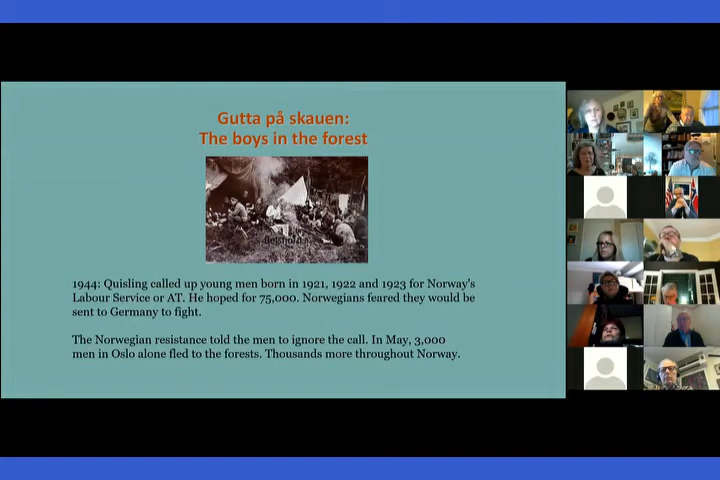 Gutta på skauen:
The boys in the forest
1944: Quisling called up young men born in 1921, 1922 and 1923 for Norway's
Labour Service or AT. He hoped for 75,000. Norwegians feared they would be
sent to Germany to fight.
The Norwegian resistance told the men to ignore the call. In May, 3,000
men in Oslo alone fled to the forests. Thousands more throughout Norway.